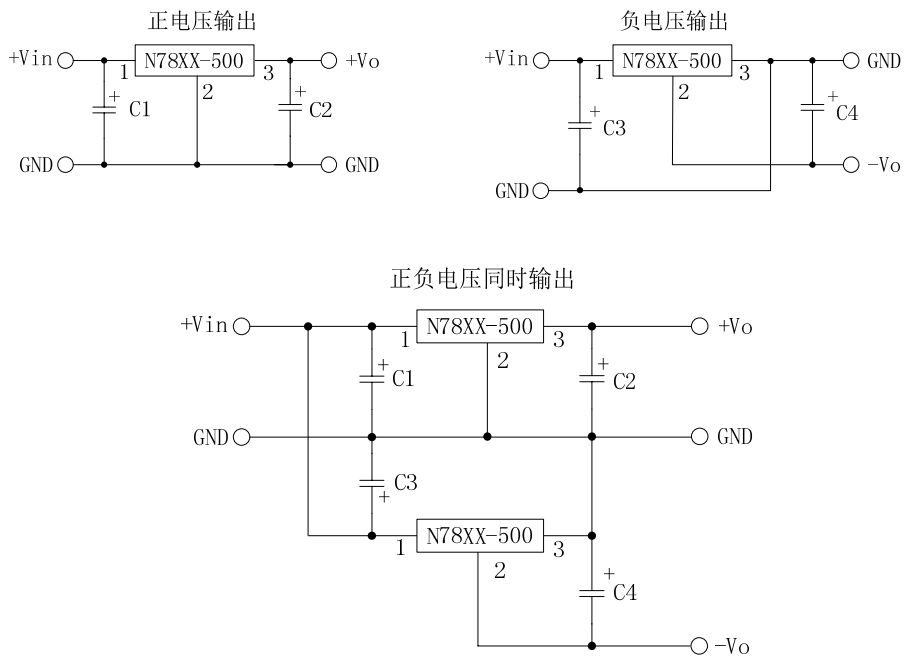 正电压输出
+Vin 1 N78XX-500 3 +Vo
2
+ C1 + C2
GND GND
负电压输出
+Vin 1 N78XX-500 3 GND
2
+ C3 + C4
-Vo
GND
正负电压同时输出
+Vin 1 N78XX-500 3 +Vo
2
+ C1 + C2
GND GND
C3 +
1 N78XX-500 3
2
+ C4
-Vo